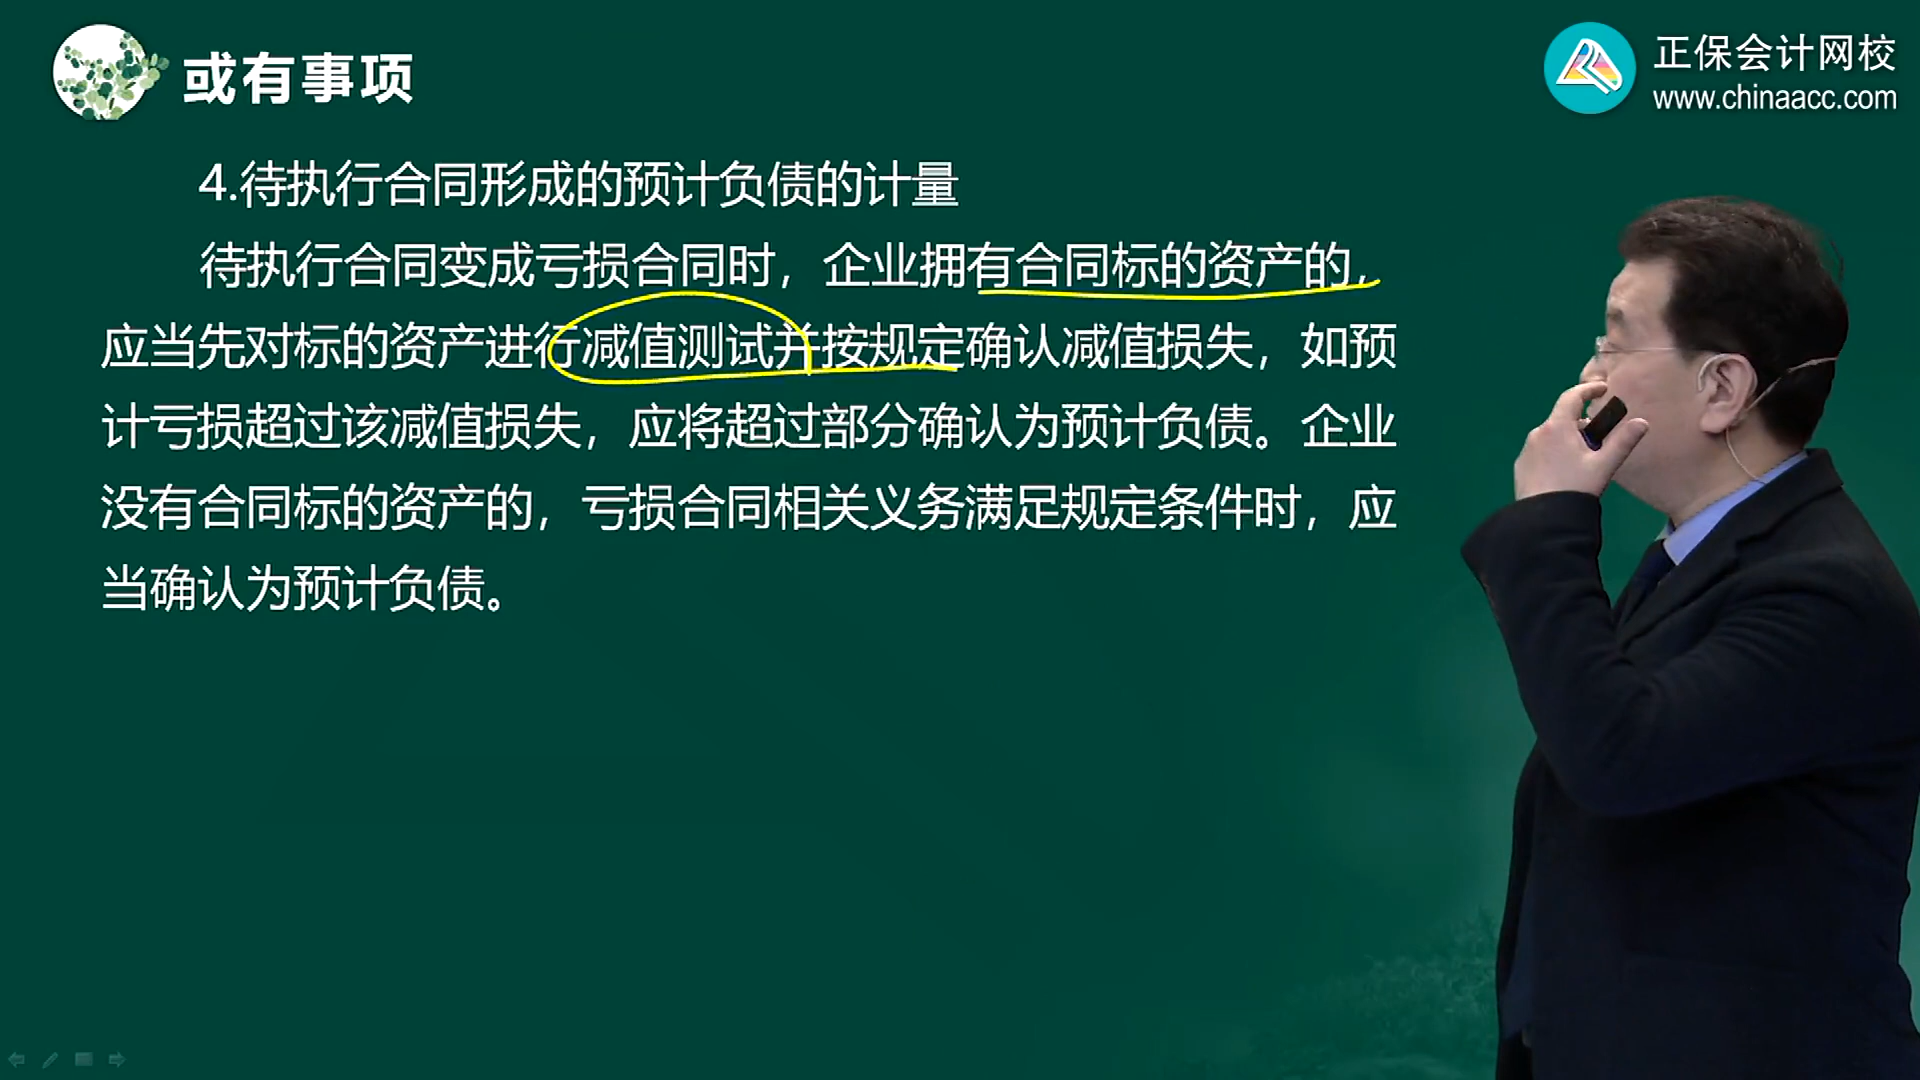 或有事项
正保会计网校
www.chinaacc.com
4.待执行合同形成的预计负债的计量
待执行合同变成亏损合同时，企业拥有合同标的资产的，
应当先对标的资产进行减值测试并按规定确认减值损失，如预
计亏损超过该减值损失，应将超过部分确认为预计负债。企业
没有合同标的资产的，亏损合同相关义务满足规定条件时，应
当确认为预计负债。